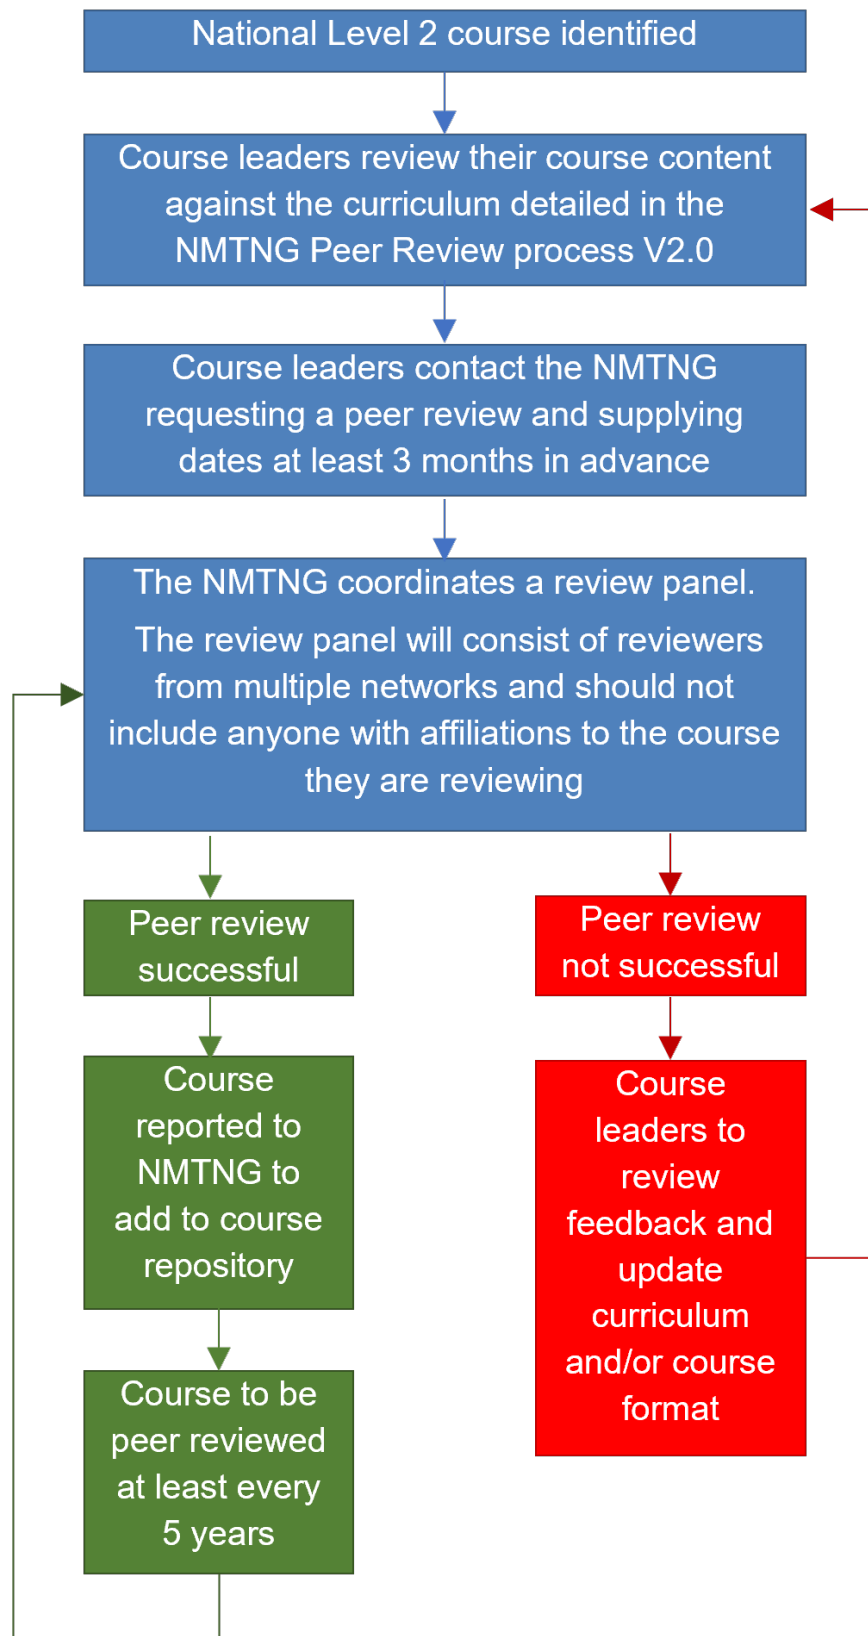 National Level 2 course identified
Course leaders review their course content
against the curriculum detailed in the
NMTNG Peer Review process V2.0
Course leaders contact the NMTNG
requesting a peer review and supplying
dates at least 3 months in advance
The NMTNG coordinates a review panel.
The review panel will consist of reviewers
from multiple networks and should not
include anyone with affiliations to the course
they are reviewing
Peer review
successful
Course
reported to
NMTNG to
add to course
repository
Course to be
peer reviewed
at least every
5 years
Peer review
not successful
Course
leaders to
review
feedback and
update
curriculum
and/or course
format